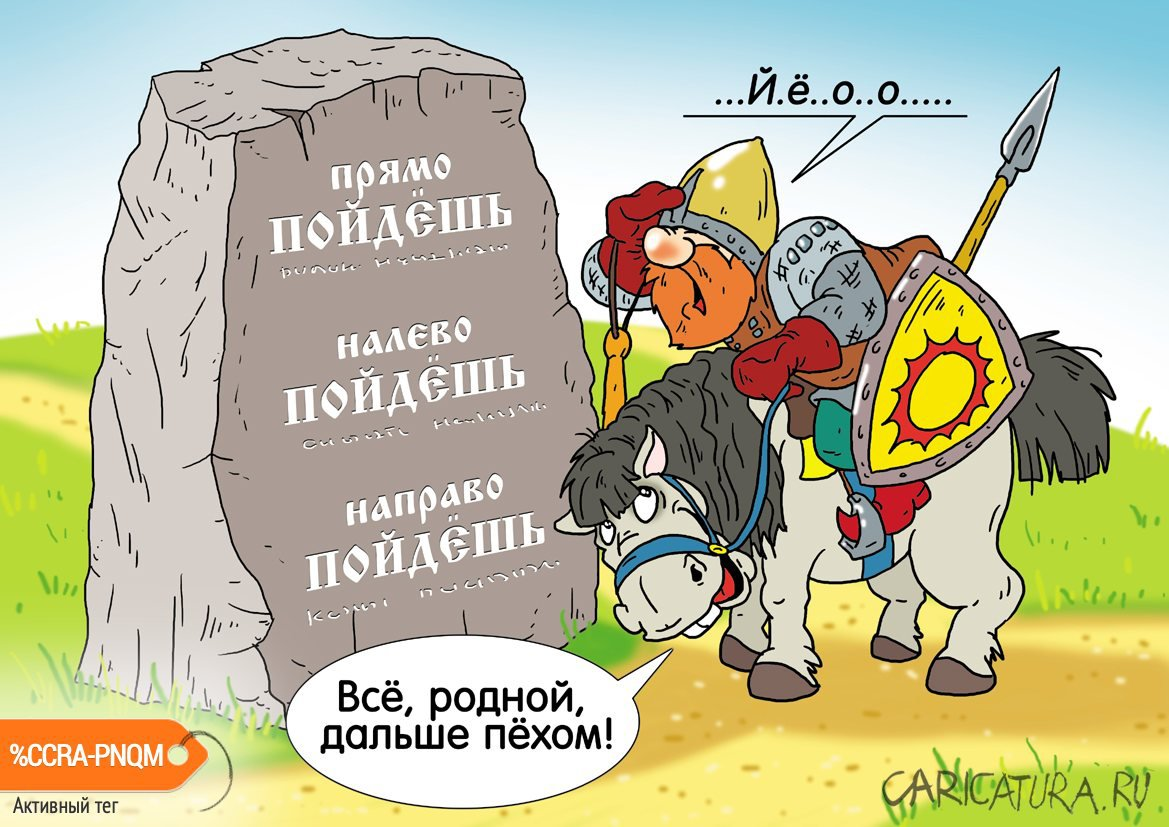 ...Й.ё..о..о.....
прямо
ПОЙДЁШЬ
налево
ПОЙДЁШЬ
направо
ПОЙДЁШЬ
Всё, родной,
дальше пёхом!
%CCRA-PNQM
Активный тег
CARICATURA.RU